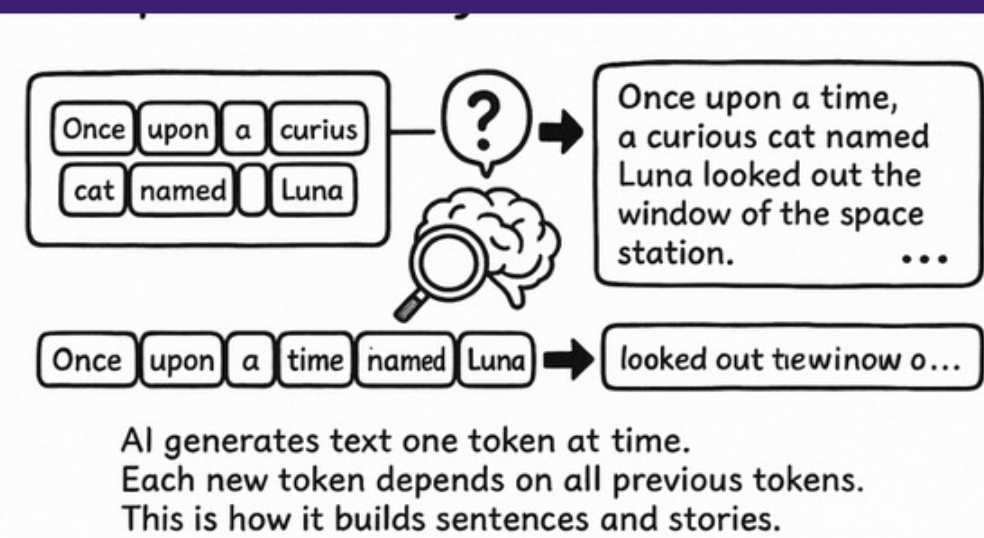 Once upon a curius
cat named Luna
?
Once upon a time,
a curious cat named
Luna looked out the
window of the space
station. ...
Once upon a time named Luna
looked out tiewinow o...
AI generates text one token at time.
Each new token depends on all previous tokens.
This is how it builds sentences and stories.